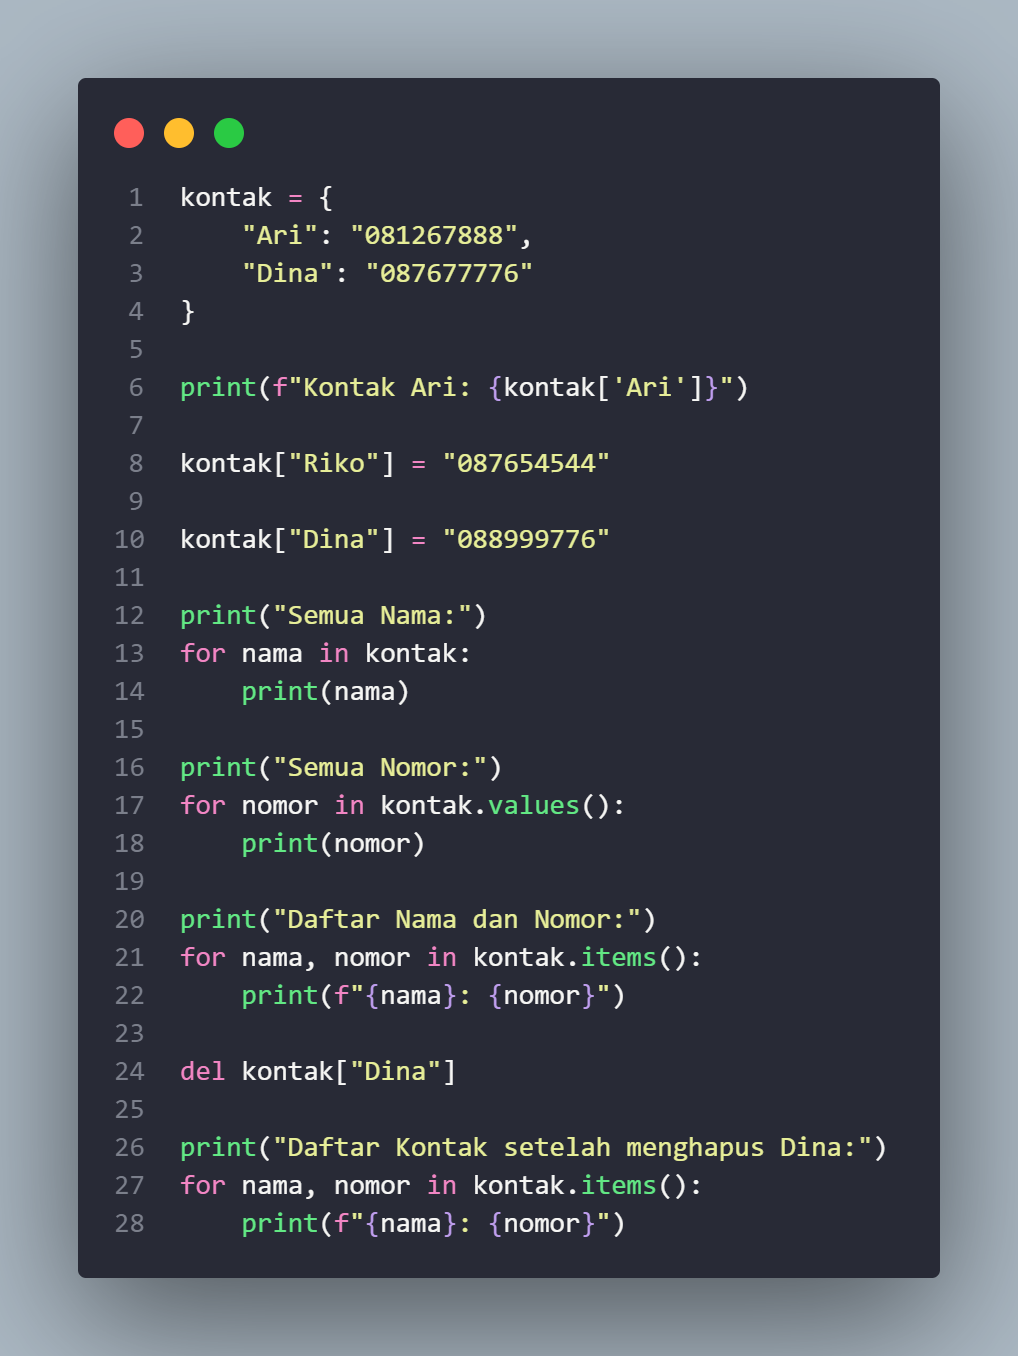 1 kontak = {
2     "Ari": "081267888",
3     "Dina": "087677776"
4 }
5
6 print(f"Kontak Ari: {kontak['Ari']}")
7
8 kontak["Riko"] = "087654544"
9
10 kontak["Dina"] = "088999776"
11
12 print("Semua Nama:")
13 for nama in kontak:
14     print(nama)
15
16 print("Semua Nomor:")
17 for nomor in kontak.values():
18     print(nomor)
19
20 print("Daftar Nama dan Nomor:")
21 for nama, nomor in kontak.items():
22     print(f"{nama}: {nomor}")
23
24 del kontak["Dina"]
25
26 print("Daftar Kontak setelah menghapus Dina:")
27 for nama, nomor in kontak.items():
28     print(f"{nama}: {nomor}")